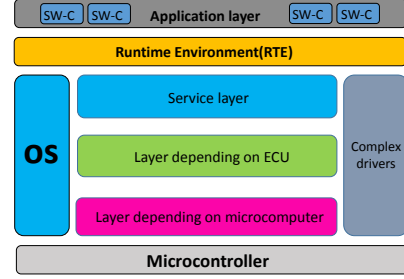 SW-C SW-C Application layer SW-C SW-C
Runtime Environment(RTE)
Service layer
OS
Layer depending on ECU
Complex
drivers
Layer depending on microcomputer
Microcontroller